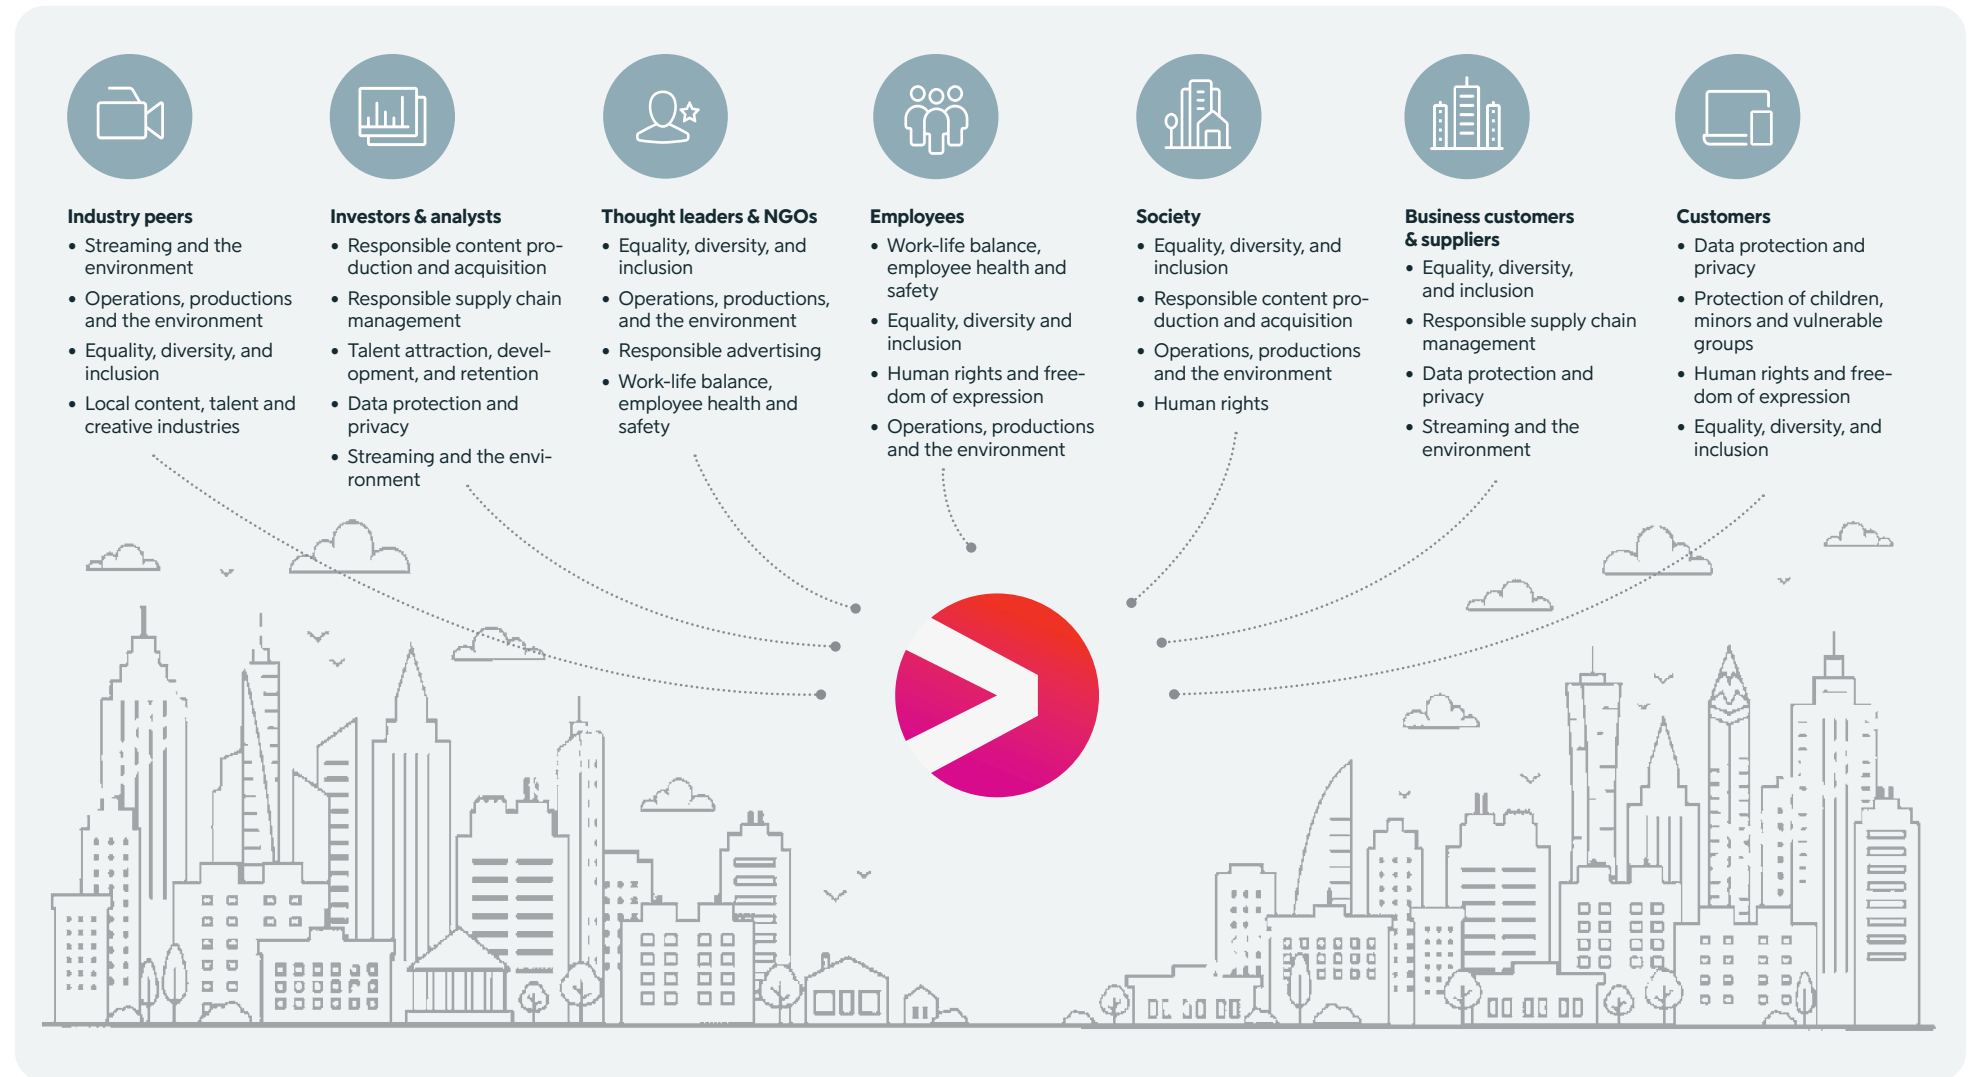 Industry peers
• Streaming and the
environment
• Operations, productions
and the environment
• Equality, diversity, and
inclusion
• Local content, talent and
creative industries
Investors & analysts
• Responsible content pro-
duction and acquisition
• Responsible supply chain
management
• Talent attraction, devel-
opment, and retention
• Data protection and
privacy
• Streaming and the envi-
ronment
Thought leaders & NGOs
• Equality, diversity, and
inclusion
• Operations, productions,
and the environment
• Responsible advertising
• Work-life balance,
employee health and
safety
Employees
• Work-life balance,
employee health and
safety
• Equality, diversity and
inclusion
• Human rights and free-
dom of expression
• Operations, productions
and the environment
Society
• Equality, diversity, and
inclusion
• Responsible content pro-
duction and acquisition
• Operations, productions
and the environment
• Human rights
Business customers
& suppliers
• Equality, diversity,
and inclusion
• Responsible supply chain
management
• Data protection and
privacy
• Streaming and the
environment
Customers
• Data protection and
privacy
• Protection of children,
minors and vulnerable
groups
• Human rights and free-
dom of expression
• Equality, diversity, and
inclusion